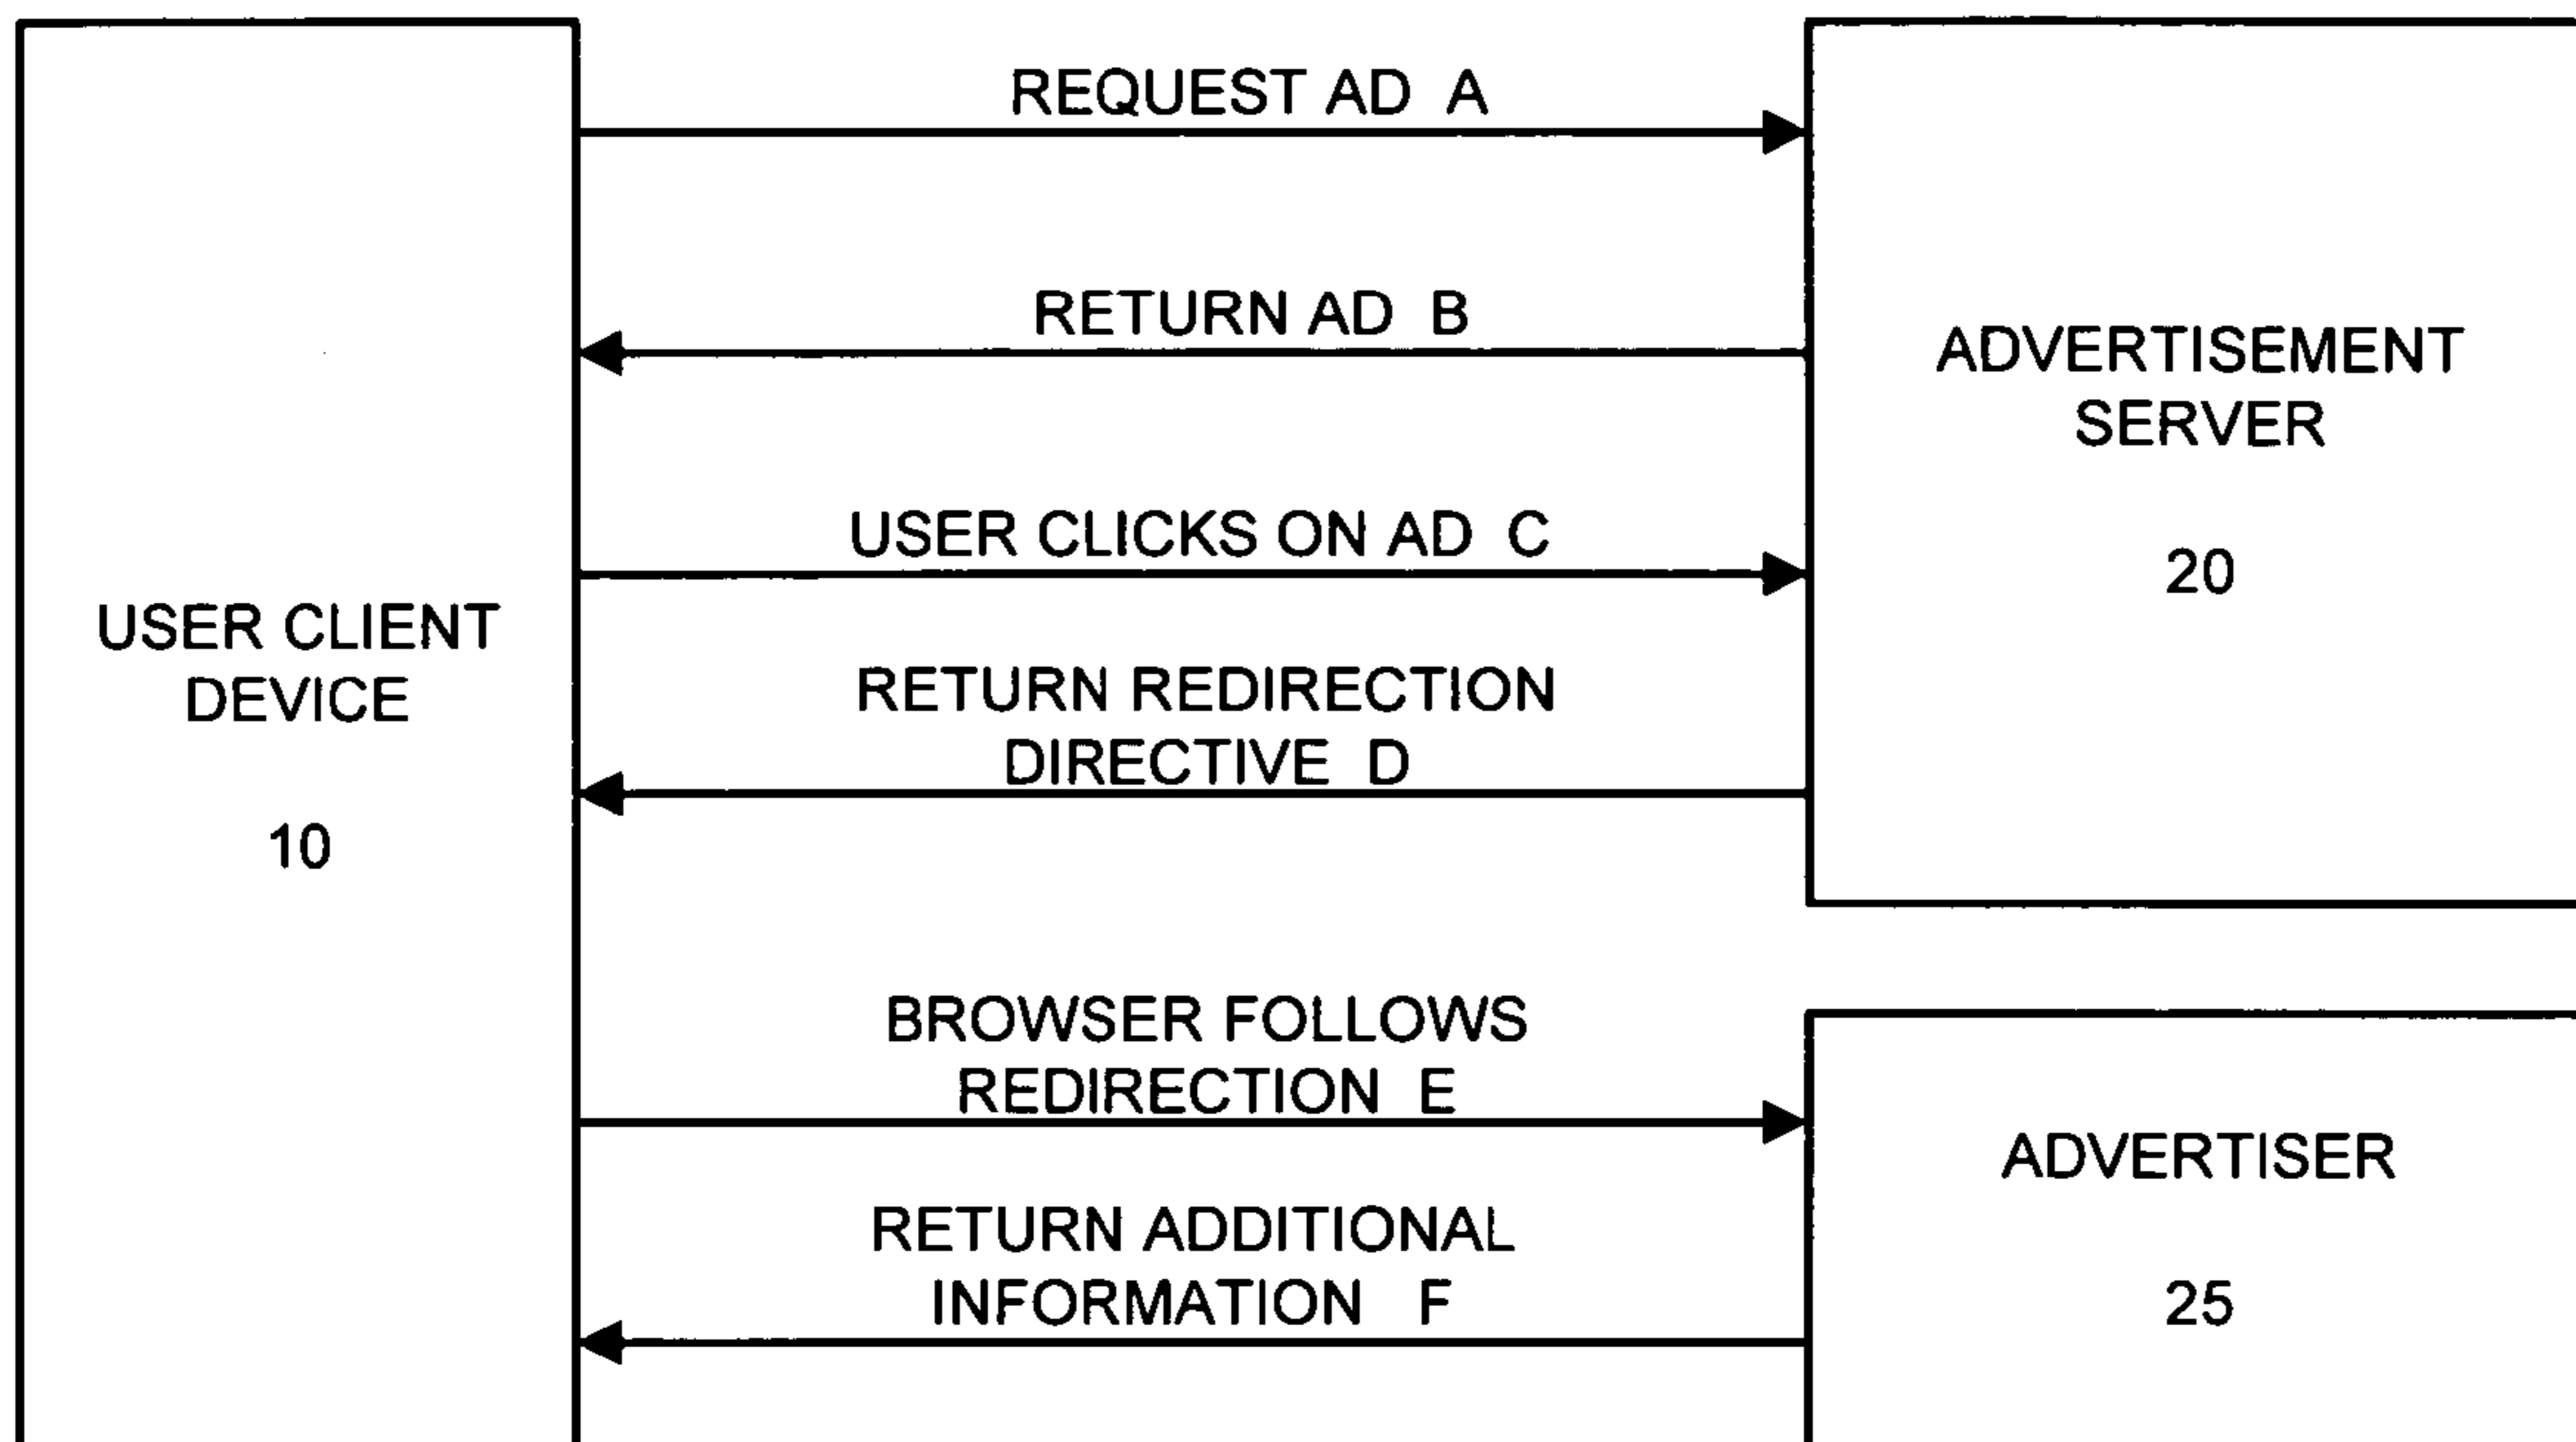 REQUEST AD A
RETURN AD B
USER CLICKS ON AD C
RETURN REDIRECTION
DIRECTIVE D
BROWSER FOLLOWS
REDIRECTION E
RETURN ADDITIONAL
INFORMATION F
USER CLIENT
DEVICE
10
ADVERTISEMENT
SERVER
20
ADVERTISER
25